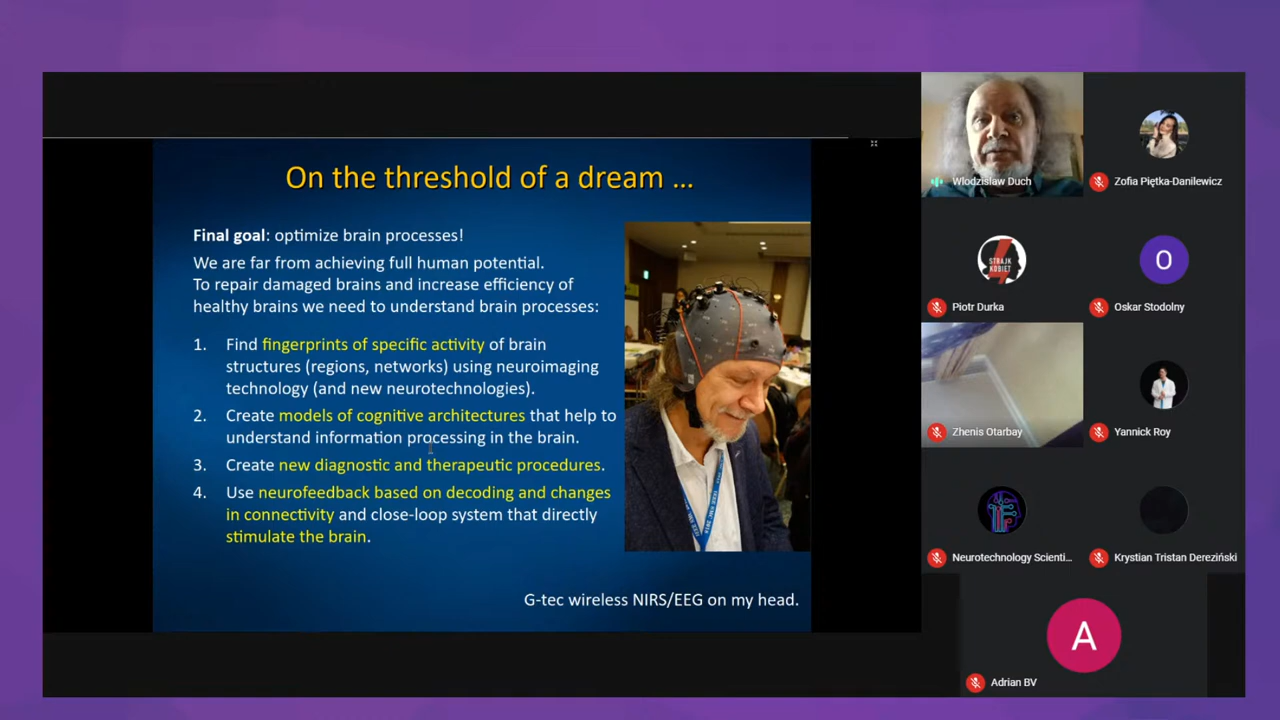 On the threshold of a dream ...
Final goal: optimize brain processes!
We are far from achieving full human potential.
To repair damaged brains and increase efficiency of
healthy brains we need to understand brain processes:
1. Find fingerprints of specific activity of brain
structures (regions, networks) using neuroimaging
technology (and new neurotechnologies).
2. Create models of cognitive architectures that help to
understand information processing in the brain.
3. Create new diagnostic and therapeutic procedures.
4. Use neurofeedback based on decoding and changes
in connectivity and close-loop system that directly
stimulate the brain.
G-tec wireless NIRS/EEG on my head.
Wlodzislaw Duch
Zofia Piętka-Danilewicz
STRAJK
KOBIET
Piotr Durka
O
Oskar Stodolny
Zhenis Otarbay
Yannick Roy
Neurotechnology Scienti...
Krystian Tristan Dereziński
A
Adrian BV